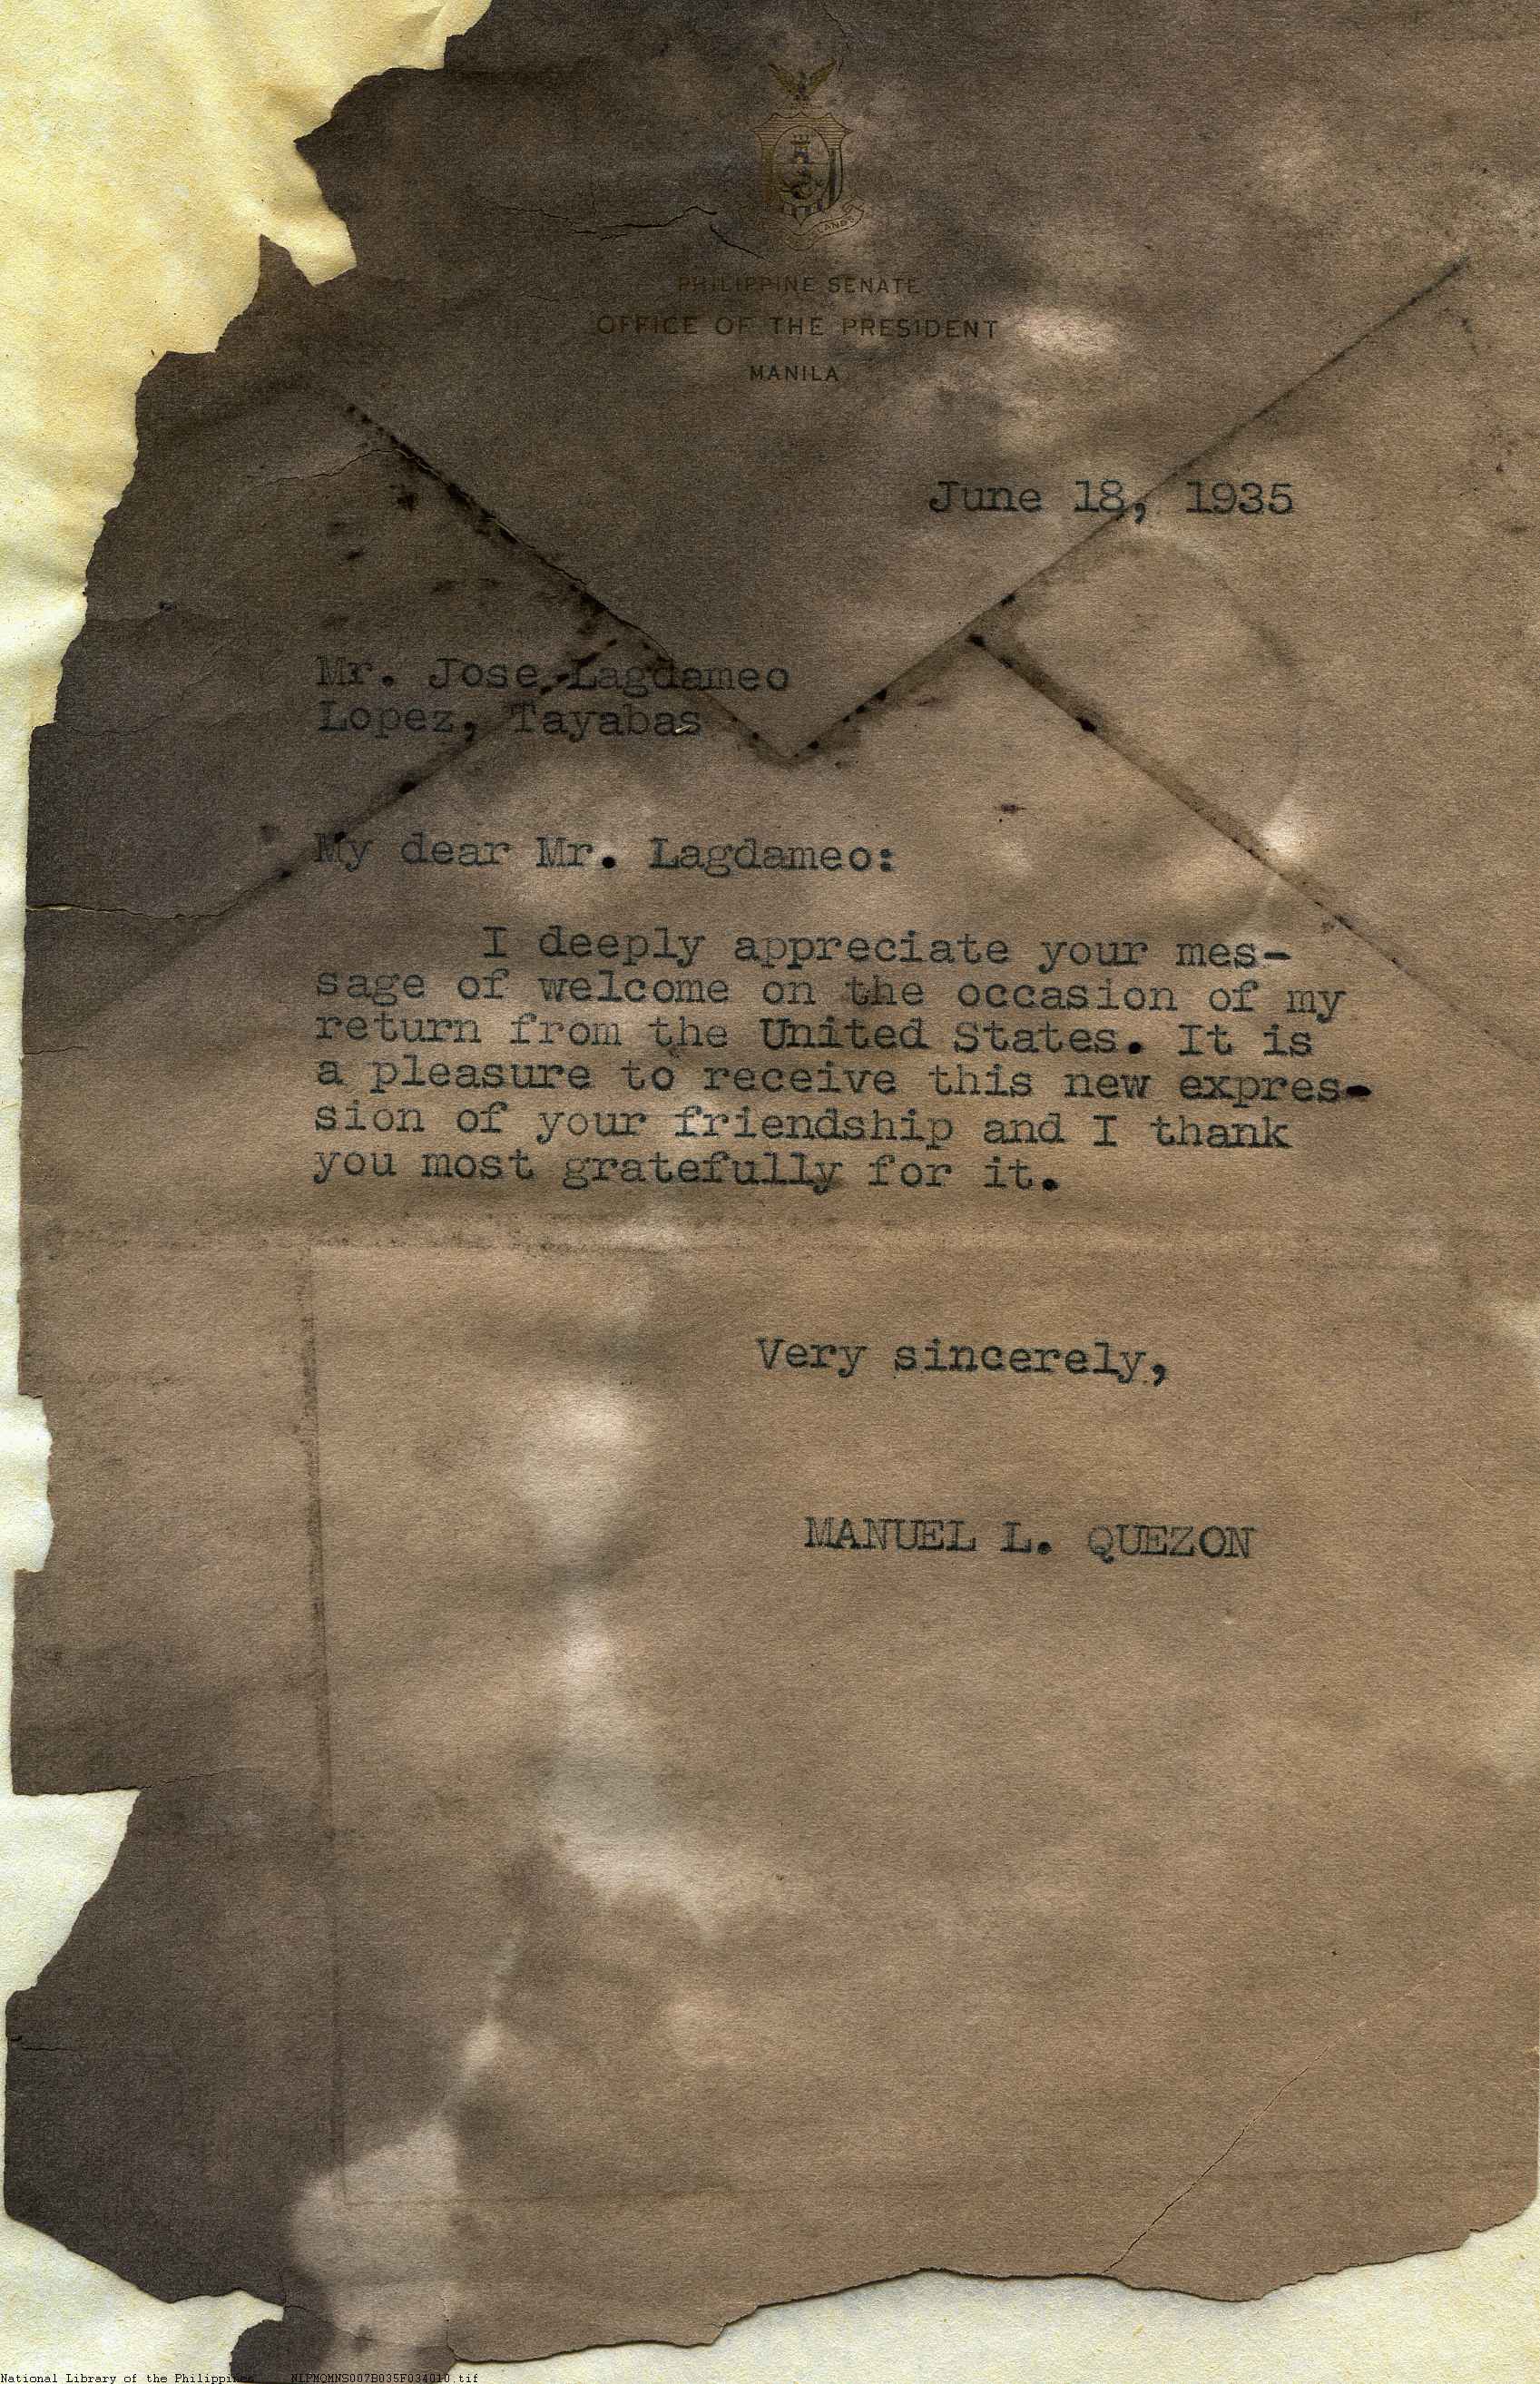 PHILIPPINE SENATE
OFFICE OF THE PRESIDENT
MANILA
June 18, 1935
Mr. Jose Lagdameo
Lopez, Tayabas
My dear Mr. Lagdameo:
I deeply appreciate your mes-
sage of welcome on the occasion of my
return from the United States. It is
a pleasure to receive this new expres-
sion of your friendship and I thank
you most gratefully for it.
Very sincerely,
MANUEL L. QUEZON
National Library of the Philippines NLPMQMNS007B035F034010.tif